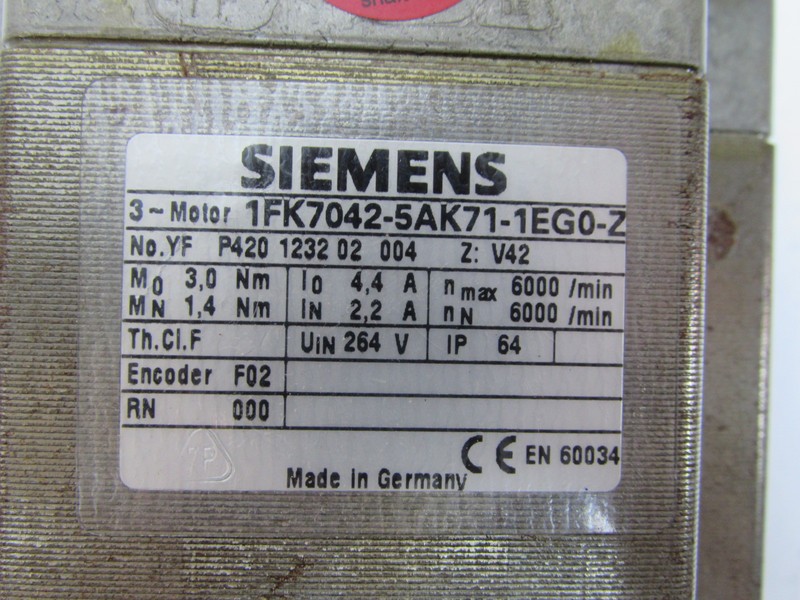 SIEMENS
3~Motor 1FK7042-5AK71-1EG0-Z
No.YF P420 1232 02 004 Z: V42
M0 3,0 Nm I0 4,4 A n max 6000 /min
MN 1,4 Nm IN 2,2 A nN 6000 /min
Th.Cl.F UIN 264 V IP 64
Encoder F02
RN 000
CE EN 60034
Made in Germany